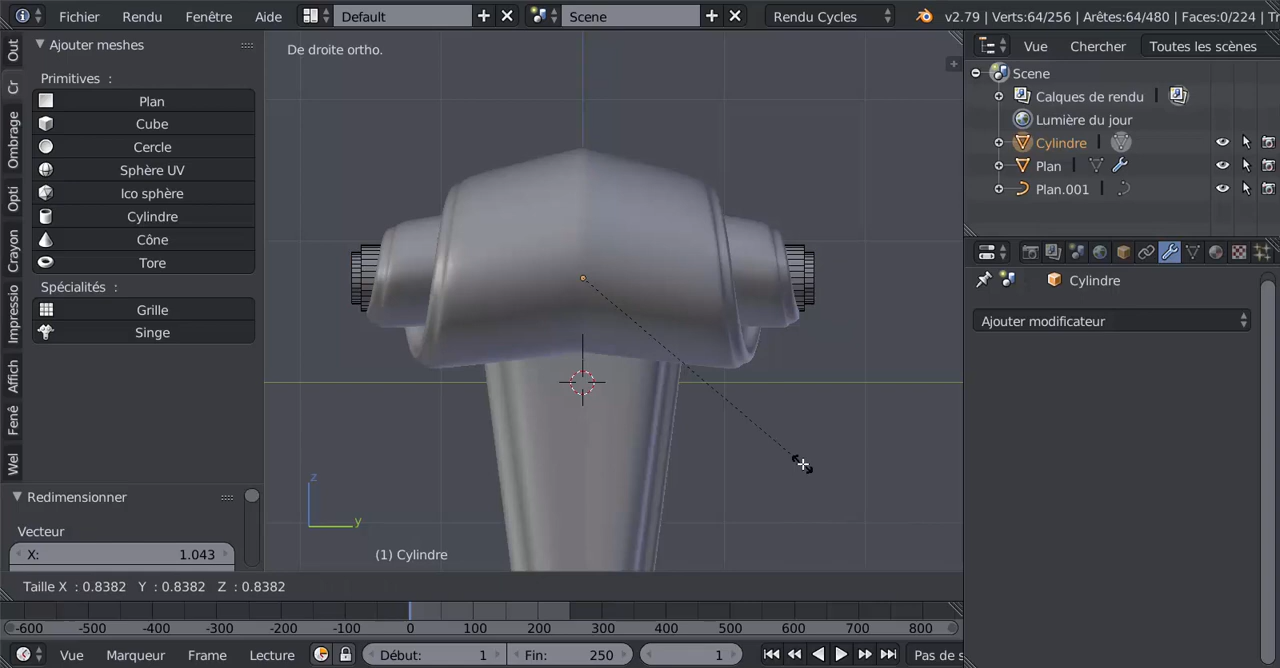 Fichier Rendu Fenêtre Aide Default Scene Rendu Cycles v2.79 | Verts:64/256 | Arêtes:64/480 | Faces:0/224 |
Ajouter meshes
Primitives :
Plan
Cube
Cercle
Sphère UV
Ico sphère
Cylindre
Cône
Tore
Spécialités :
Grille
Singe
Out
Cr
Ombrage
Opti
Crayon
Impressio
Affich
Fenê
Wel
Redimensionner
Vecteur
X: 1.043
De droite ortho.
z
y
(1) Cylindre
Taille X : 0.8382 Y : 0.8382 Z : 0.8382
-600 -500 -400 -300 -200 -100 0 100 200 300 400 500 600 700 800
Vue Marqueur Frame Lecture Début: 1 Fin: 250 1 Pas de s
Vue Chercher Toutes les scènes
Scene
Calques de rendu
Lumière du jour
Cylindre
Plan
Plan.001
Cylindre
Ajouter modificateur